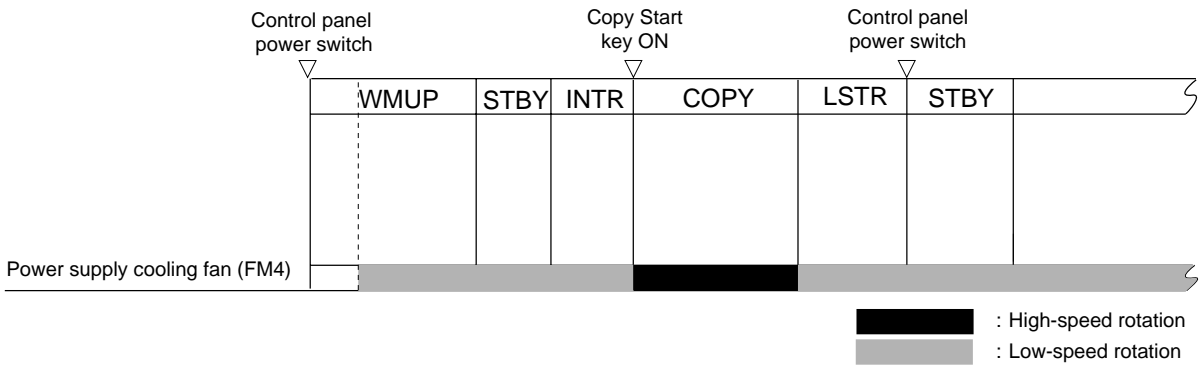 Control panel
power switch
Copy Start
key ON
Control panel
power switch
WMUP STBY INTR COPY LSTR STBY
Power supply cooling fan (FM4)
: High-speed rotation
: Low-speed rotation